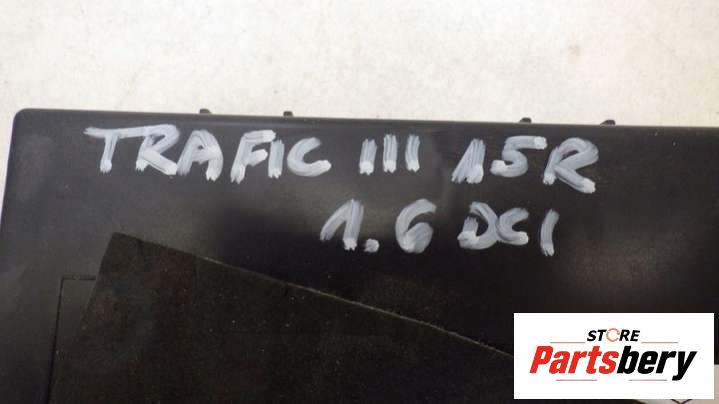 TRAFIC III 15R
1.6 DCI
STORE
Partsbery